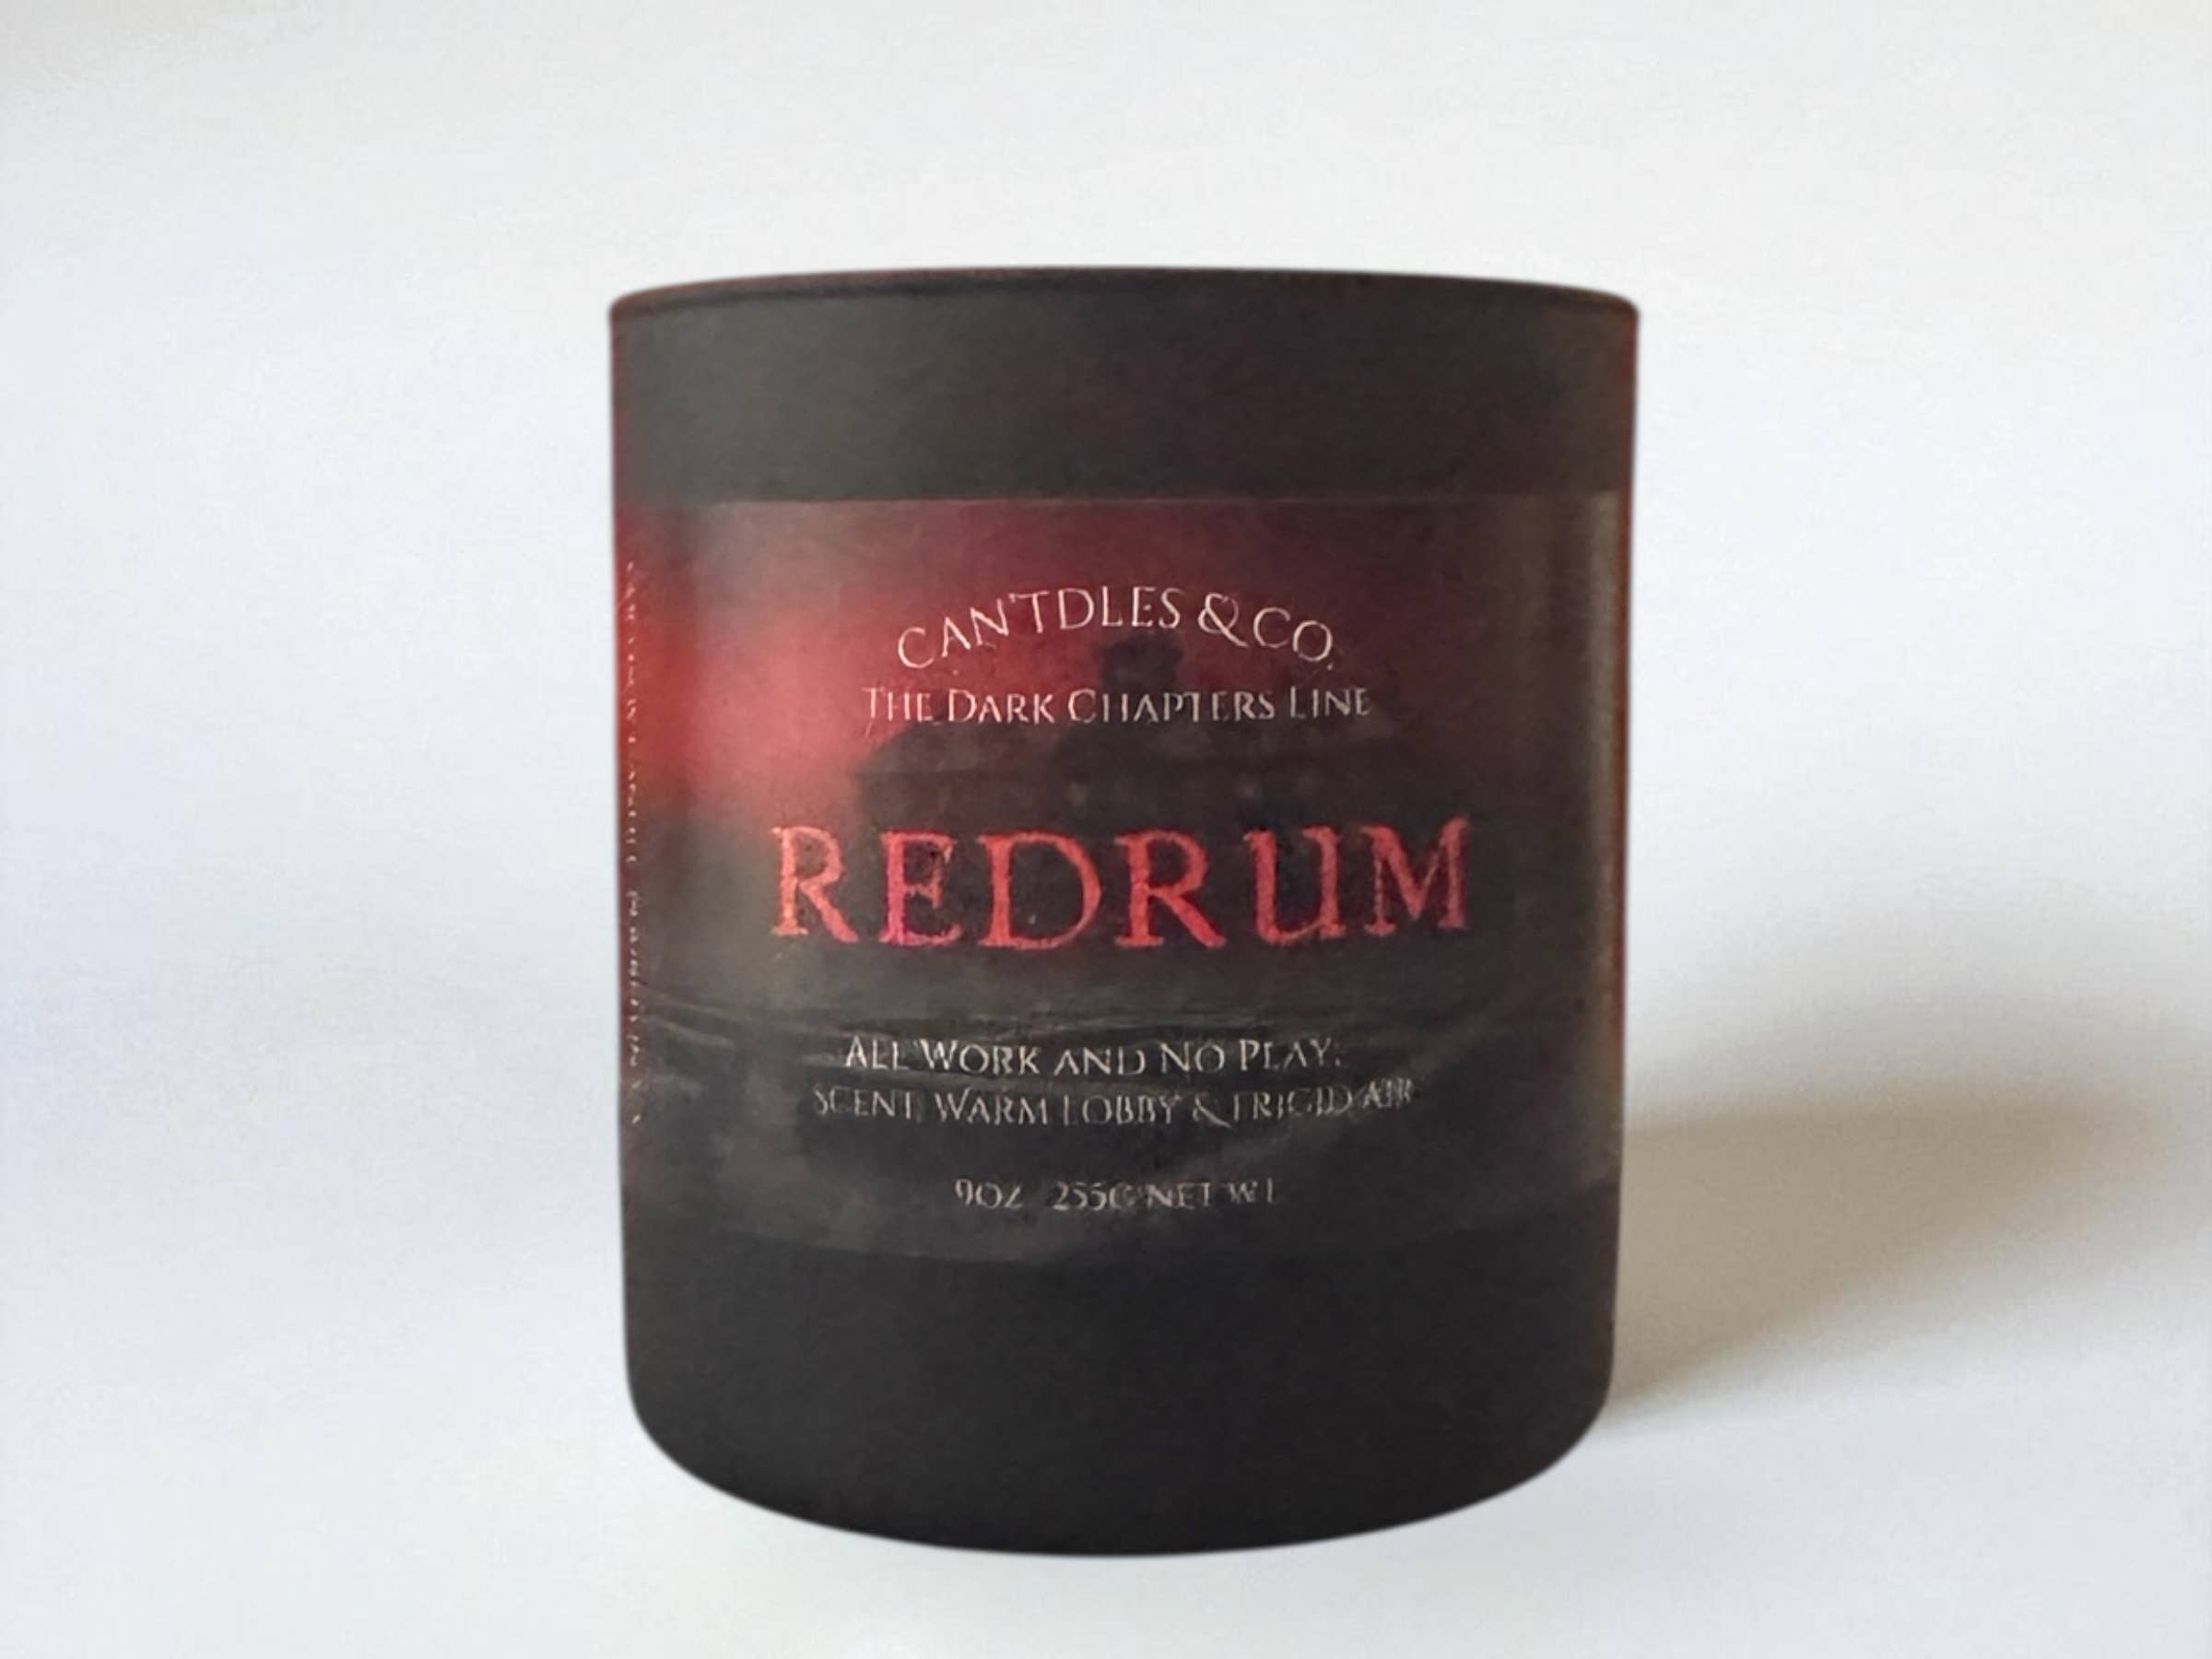 CAN'TDLES & CO.
THE DARK CHAPTERS LINE
REDRUM
ALL WORK AND NO PLAY.
SCENT: WARM LOBBY & FRIGID AIR
9OZ 255G NET WT